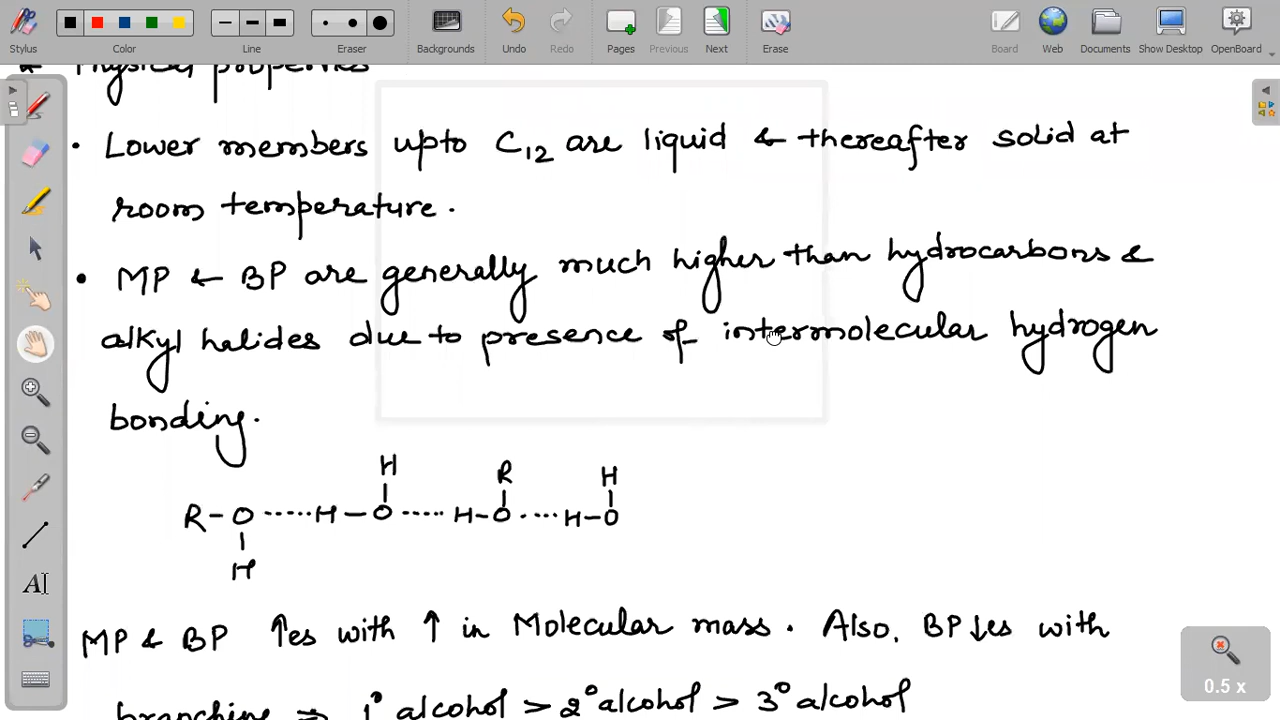 Stylus Color Line Eraser Backgrounds Undo Redo Pages Previous Next Erase Board Web Documents Show Desktop OpenBoard
* Physical properties
· Lower members upto C12 are liquid & thereafter solid at
room temperature.
• MP & BP are generally much higher than hydrocarbons &
alkyl halides due to presence of intermolecular hydrogen
bonding.
H R H
R–O·····H–O·····H–O····H–O
H
MP & BP ↑es with ↑ in Molecular mass. Also, BP ↓es with
branching ⇒ 1° alcohol > 2° alcohol > 3° alcohol
AI
0.5 x